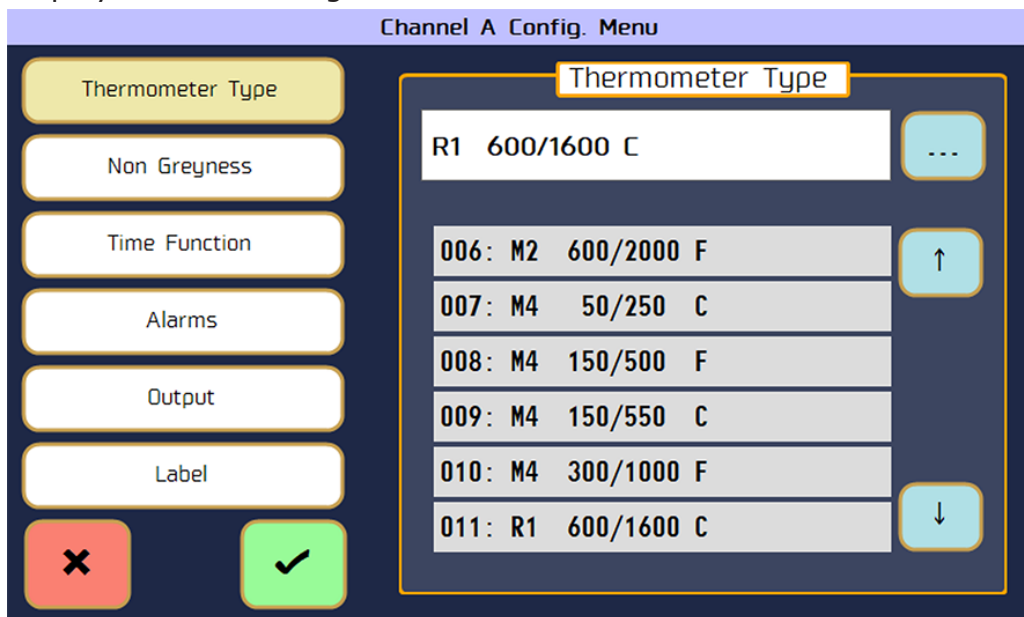 Channel A Config. Menu
Thermometer Type
Non Greyness
Time Function
Alarms
Output
Label
Thermometer Type
R1 600/1600 C
...
006: M2 600/2000 F
007: M4 50/250 C
008: M4 150/500 F
009: M4 150/550 C
010: M4 300/1000 F
011: R1 600/1600 C
↑
↓